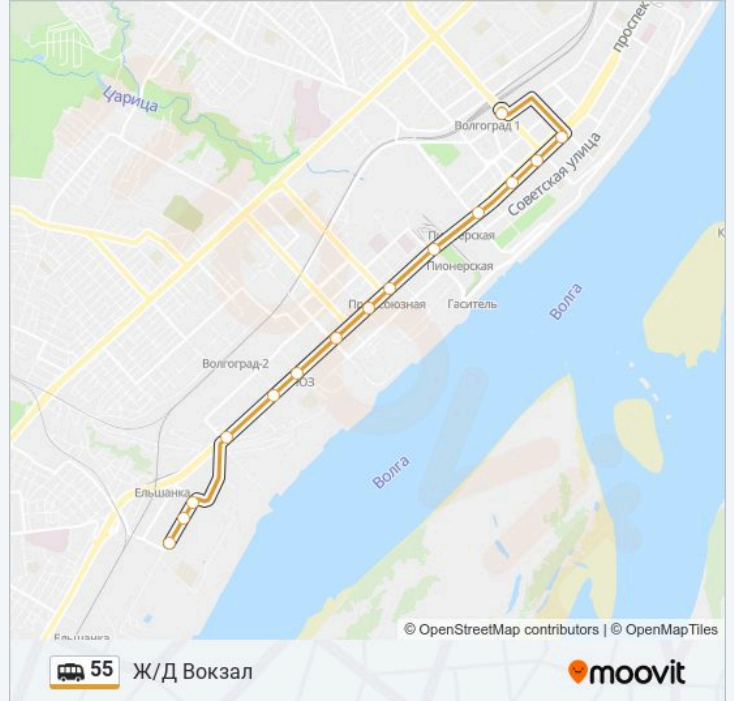 проспек
Царица
Волгоград 1
Советская улица
Пионерская
Пионерская
Профсоюзная
Гаситель
Волга
Волгоград-2
ЮЗ
Волга
Ельшанка
Ельшанка
© OpenStreetMap contributors | © OpenMapTiles
55 Ж/Д Вокзал
moovit